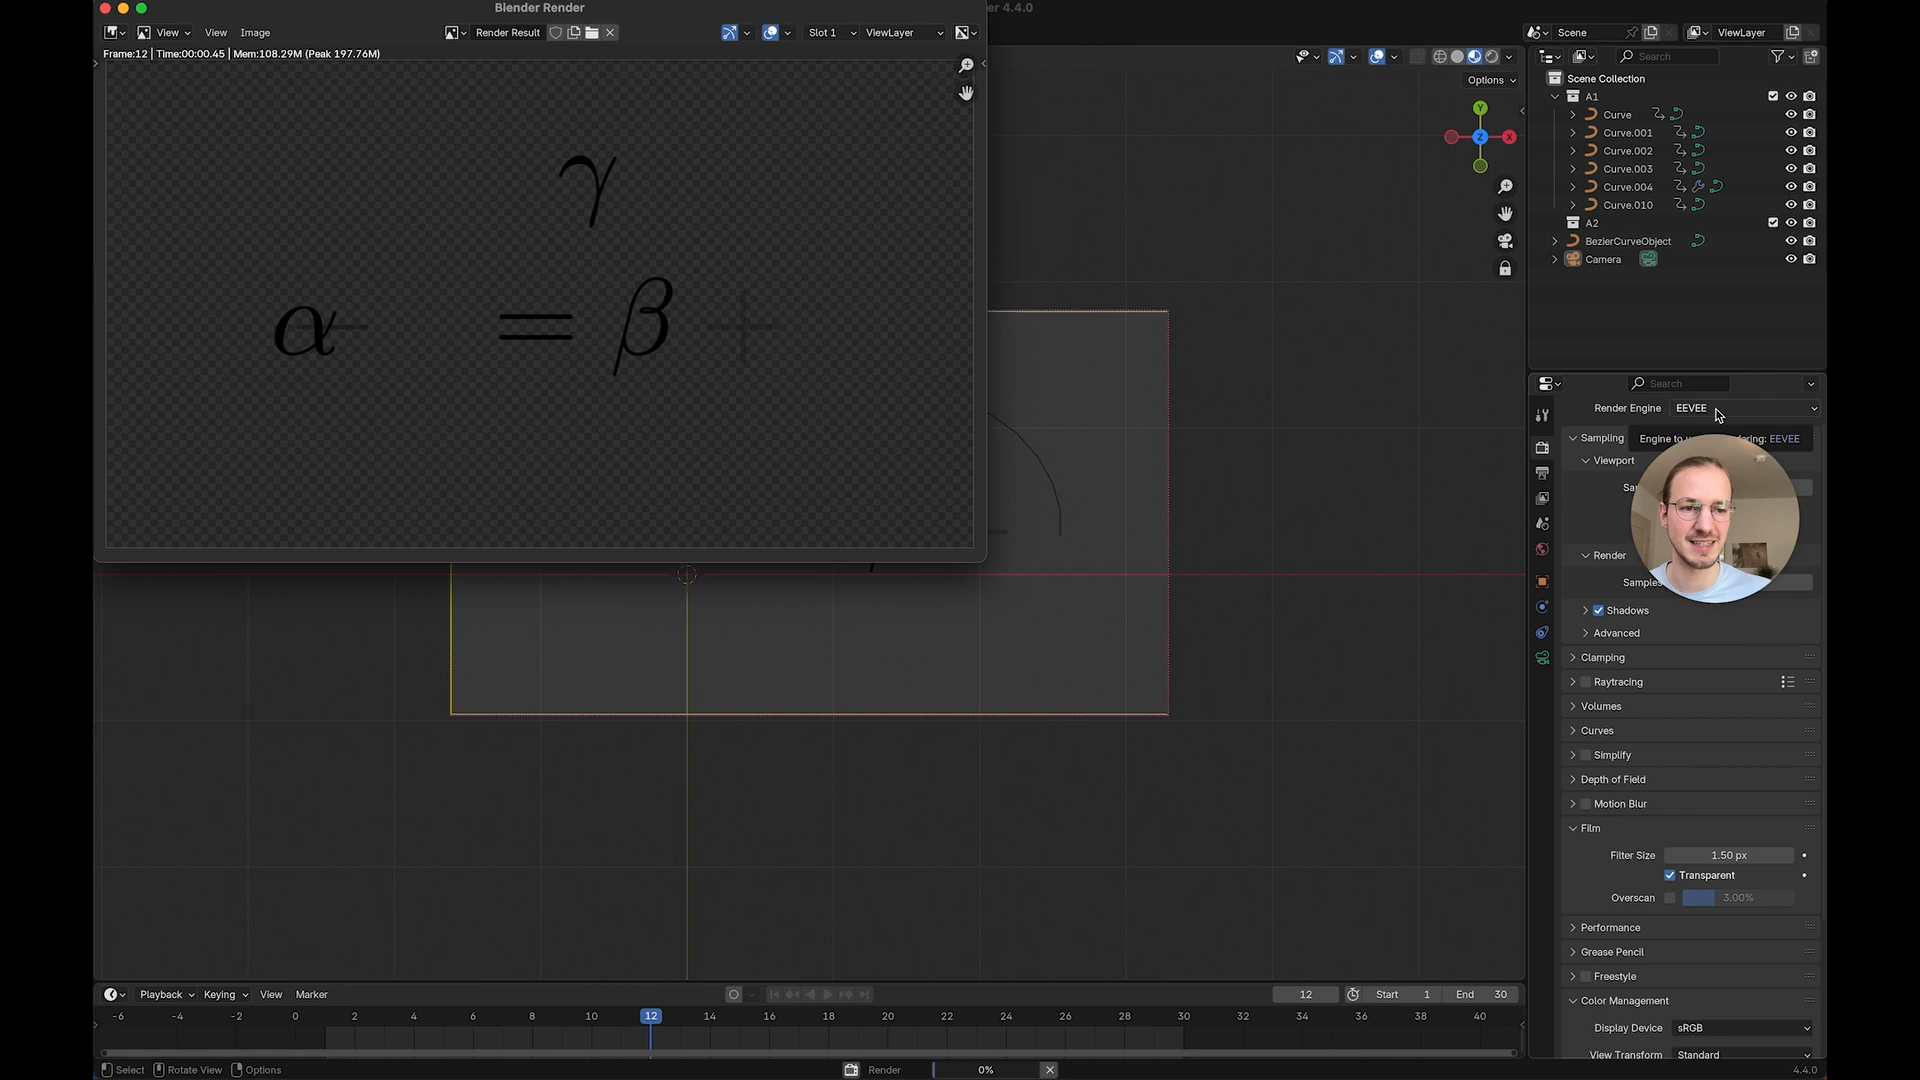 Blender Render
er 4.4.0
View View Image Render Result Slot 1 ViewLayer
Scene ViewLayer
Frame:12 | Time:00:00.45 | Mem:108.29M (Peak 197.76M)
Search
Options
Scene Collection
A1
Curve
Curve.001
Curve.002
Curve.003
Curve.004
Curve.010
A2
BezierCurveObject
Camera
Y
X
Z
γ
α − = β +
Search
Render Engine EEVEE
Sampling
Engine to u ering: EEVEE
Viewport
Render
Samples
Shadows
Advanced
Clamping
Raytracing
Volumes
Curves
Simplify
Depth of Field
Motion Blur
Film
Filter Size 1.50 px
Transparent
Overscan 3.00%
Performance
Grease Pencil
Freestyle
Color Management
Display Device sRGB
View Transform Standard
Playback Keying View Marker 12 Start 1 End 30
-6 -4 -2 0 2 4 6 8 10 12 14 16 18 20 22 24 26 28 30 32 34 36 38 40
Select Rotate View Options Render 0% 4.4.0